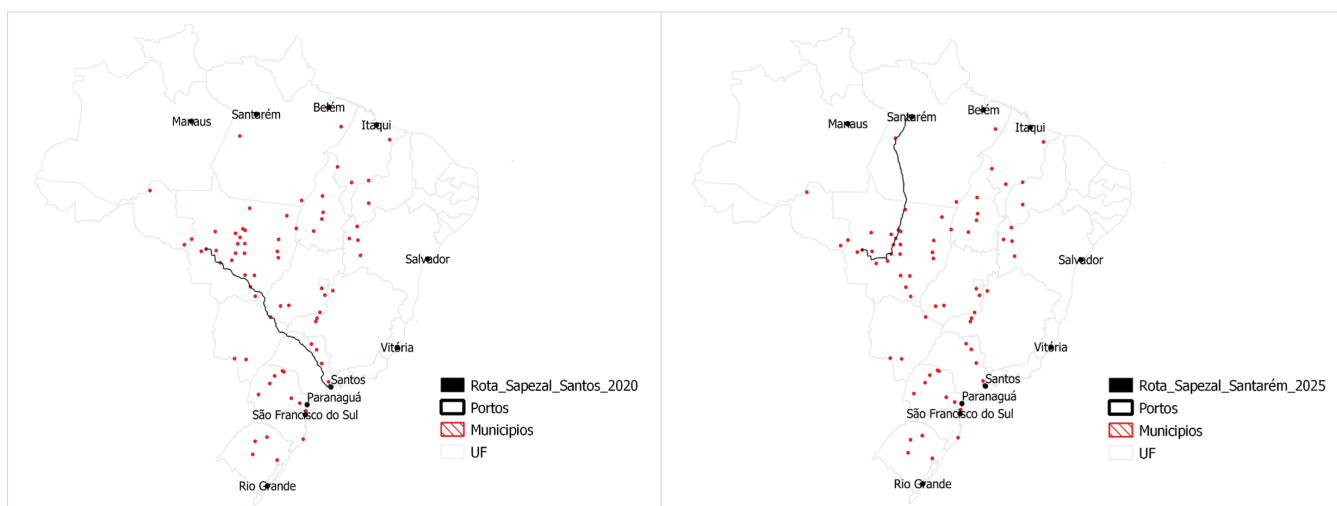 Belém
Santarém
Manaus
Itaqui
Salvador
Vitória
Santos
Rota_Sapezal_Santos_2020
Paranaguá
Portos
São Francisco do Sul
Municipios
UF
Rio Grande
Belém
Santarém
Manaus
Itaqui
Salvador
Vitória
Santos
Rota_Sapezal_Santarém_2025
Paranaguá
Portos
São Francisco do Sul
Municipios
UF
Rio Grande